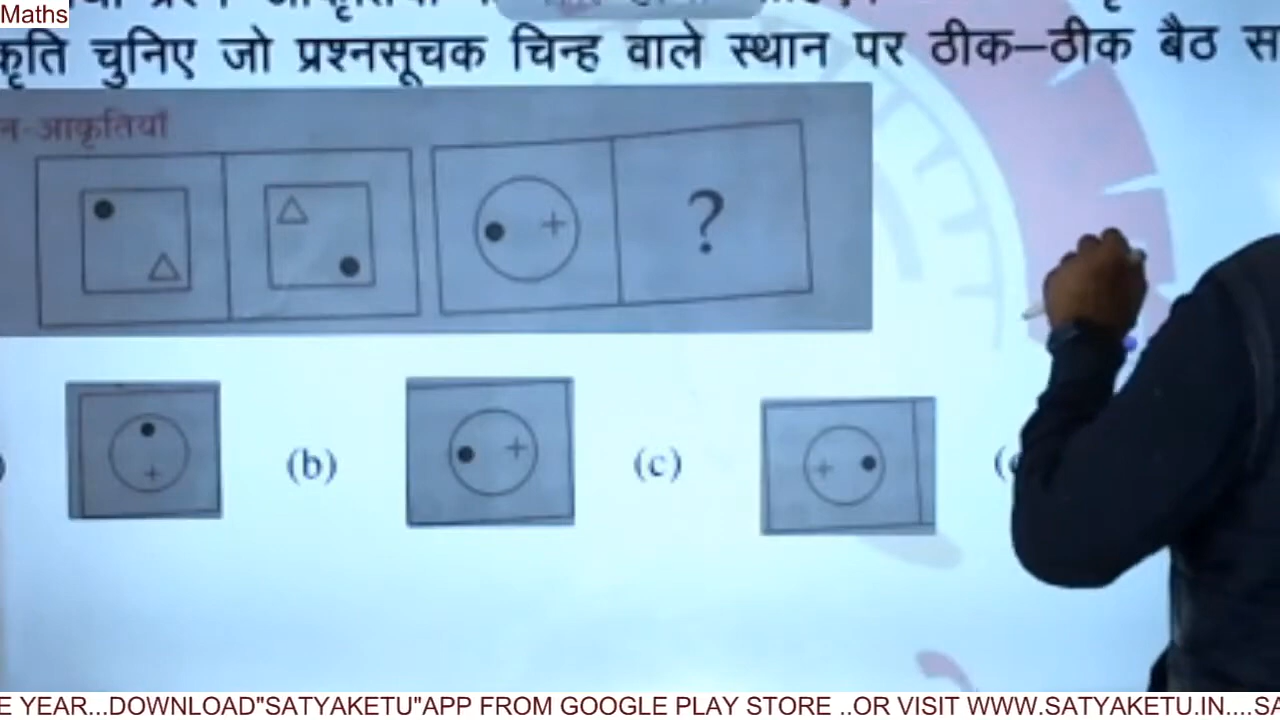 Maths
चुनिए जो प्रश्नसूचक चिन्ह वाले स्थान पर ठीक–ठीक बैठ
आकृतियाँ
?
(b)
(c)
E YEAR...DOWNLOAD"SATYAKETU"APP FROM GOOGLE PLAY STORE ..OR VISIT WWW.SATYAKETU.IN....SA